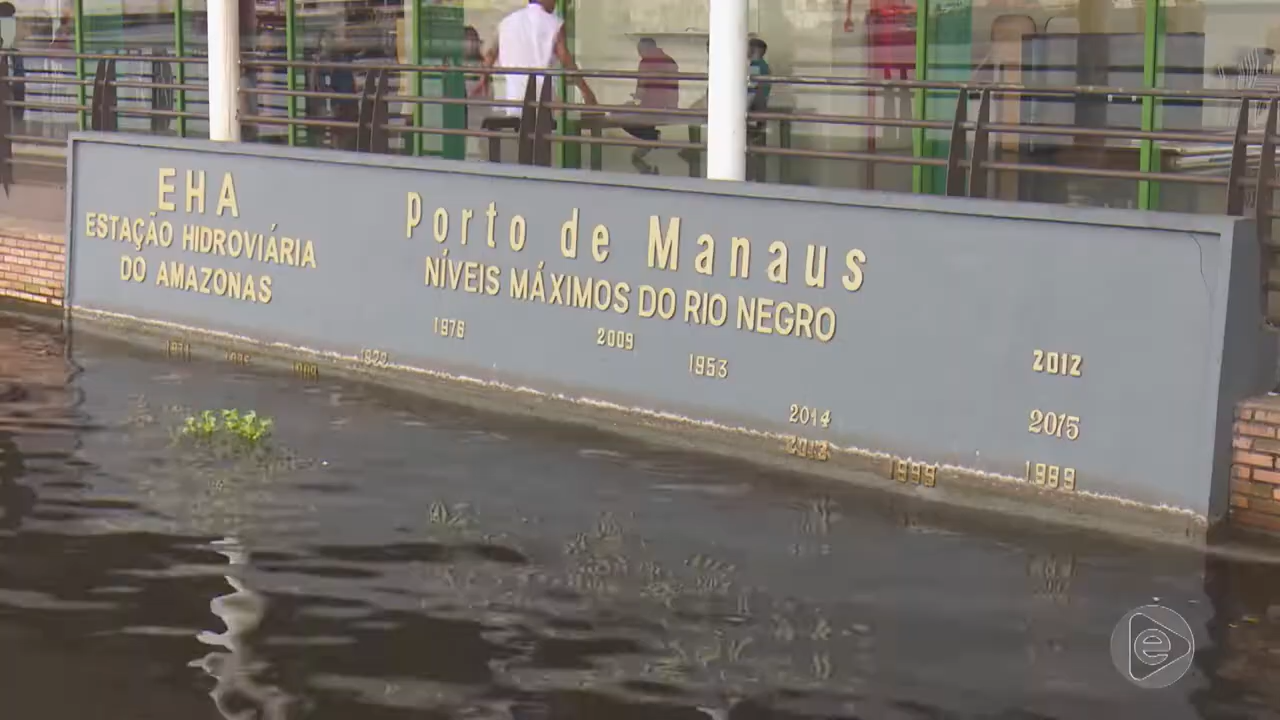 EHA
ESTAÇÃO HIDROVIÁRIA
DO AMAZONAS
Porto de Manaus
NÍVEIS MÁXIMOS DO RIO NEGRO
1976
2009
1953
2012
1922
2014
2015
1999
1989
e